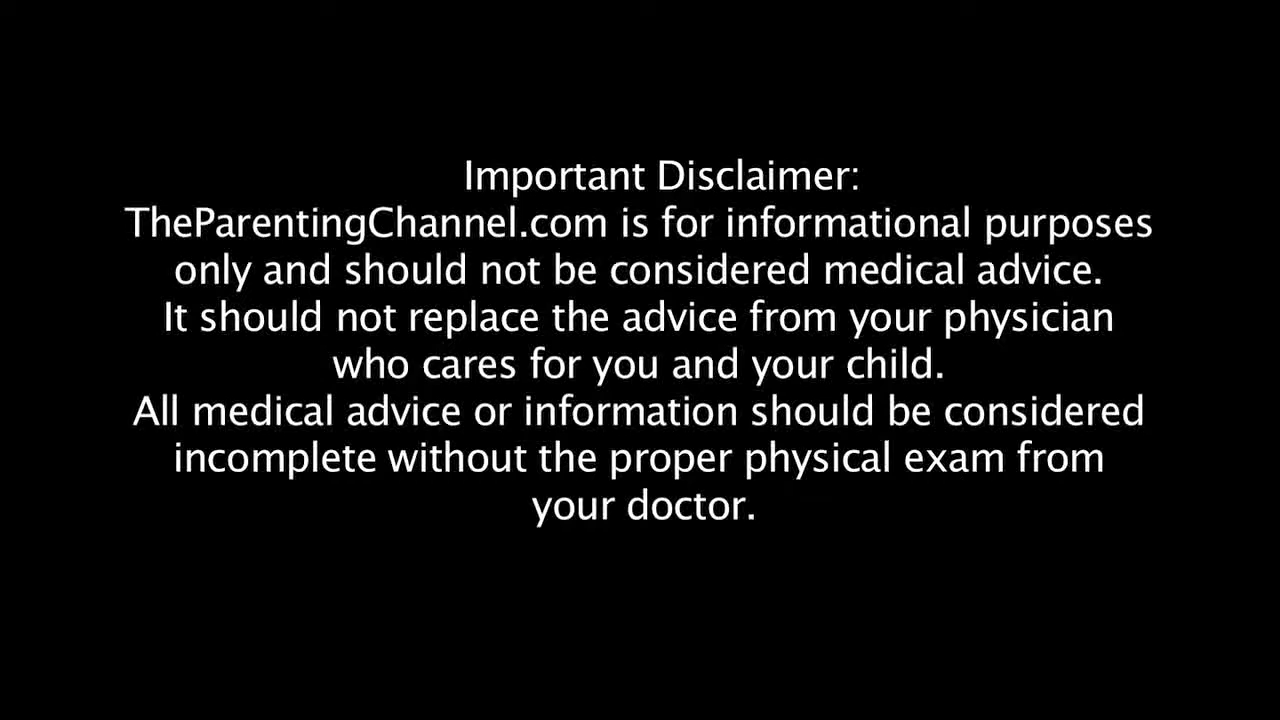 Important Disclaimer:
TheParentingChannel.com is for informational purposes
only and should not be considered medical advice.
It should not replace the advice from your physician
who cares for you and your child.
All medical advice or information should be considered
incomplete without the proper physical exam from
your doctor.